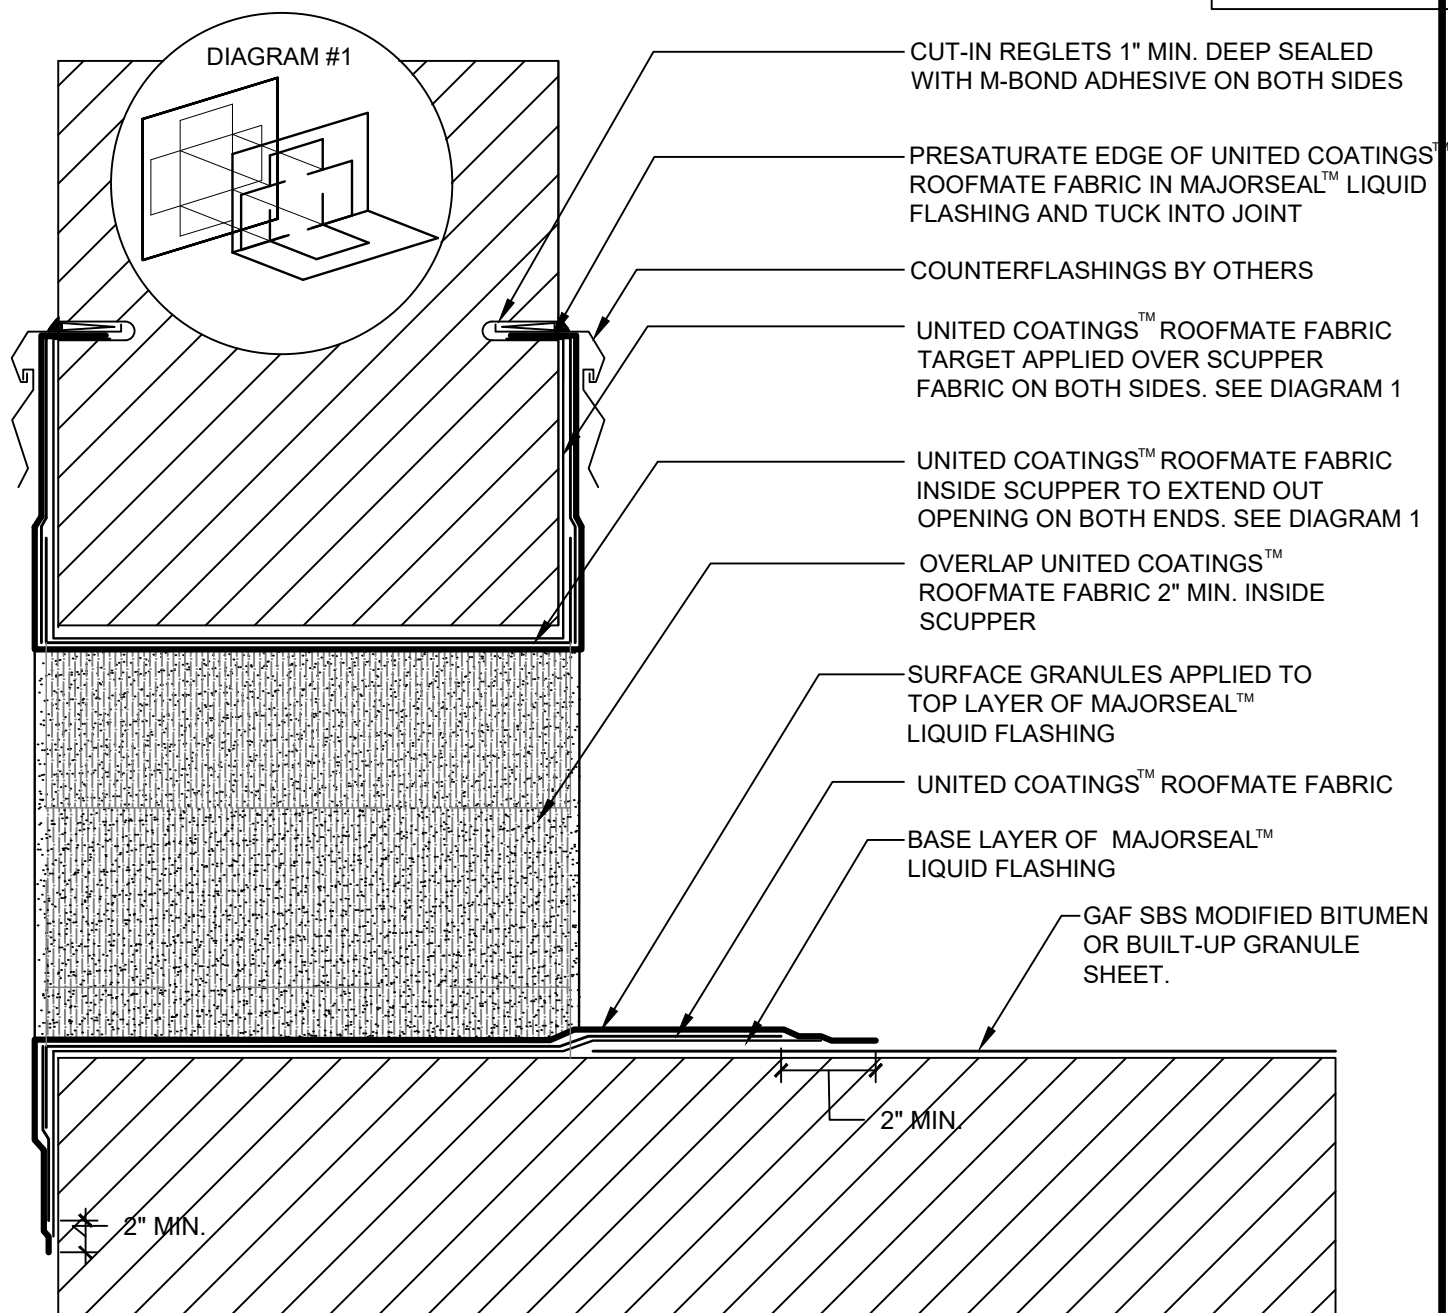 DIAGRAM #1
CUT-IN REGLETS 1" MIN. DEEP SEALED
WITH M-BOND ADHESIVE ON BOTH SIDES
PRESATURATE EDGE OF UNITED COATINGS™
ROOFMATE FABRIC IN MAJORSEAL™ LIQUID
FLASHING AND TUCK INTO JOINT
COUNTERFLASHINGS BY OTHERS
UNITED COATINGS™ ROOFMATE FABRIC
TARGET APPLIED OVER SCUPPER
FABRIC ON BOTH SIDES. SEE DIAGRAM 1
UNITED COATINGS™ ROOFMATE FABRIC
INSIDE SCUPPER TO EXTEND OUT
OPENING ON BOTH ENDS. SEE DIAGRAM 1
OVERLAP UNITED COATINGS™
ROOFMATE FABRIC 2" MIN. INSIDE
SCUPPER
SURFACE GRANULES APPLIED TO
TOP LAYER OF MAJORSEAL™
LIQUID FLASHING
UNITED COATINGS™ ROOFMATE FABRIC
BASE LAYER OF MAJORSEAL™
LIQUID FLASHING
GAF SBS MODIFIED BITUMEN
OR BUILT-UP GRANULE
SHEET.
2" MIN.
2" MIN.